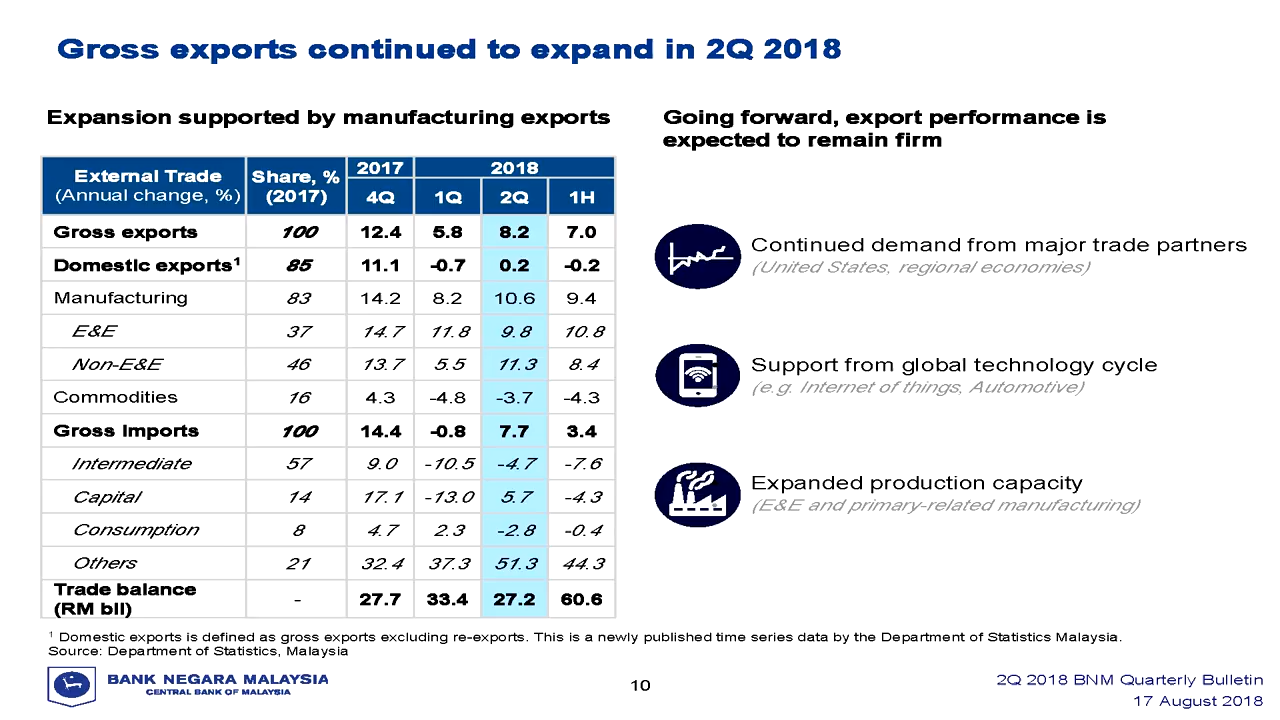 Gross exports continued to expand in 2Q 2018
Expansion supported by manufacturing exports
External Trade (Annual change, %) Share, % (2017) 2017 2018
4Q 1Q 2Q 1H
Gross exports 100 12.4 5.8 8.2 7.0
Domestic exports¹ 85 11.1 -0.7 0.2 -0.2
Manufacturing 83 14.2 8.2 10.6 9.4
E&E 37 14.7 11.8 9.8 10.8
Non-E&E 46 13.7 5.5 11.3 8.4
Commodities 16 4.3 -4.8 -3.7 -4.3
Gross imports 100 14.4 -0.8 7.7 3.4
Intermediate 57 9.0 -10.5 -4.7 -7.6
Capital 14 17.1 -13.0 5.7 -4.3
Consumption 8 4.7 2.3 -2.8 -0.4
Others 21 32.4 37.3 51.3 44.3
Trade balance (RM bil) - 27.7 33.4 27.2 60.6
Going forward, export performance is
expected to remain firm
Continued demand from major trade partners
(United States, regional economies)
Support from global technology cycle
(e.g. Internet of things, Automotive)
Expanded production capacity
(E&E and primary-related manufacturing)
¹ Domestic exports is defined as gross exports excluding re-exports. This is a newly published time series data by the Department of Statistics Malaysia.
Source: Department of Statistics, Malaysia
BANK NEGARA MALAYSIA
CENTRAL BANK OF MALAYSIA
10
2Q 2018 BNM Quarterly Bulletin
17 August 2018